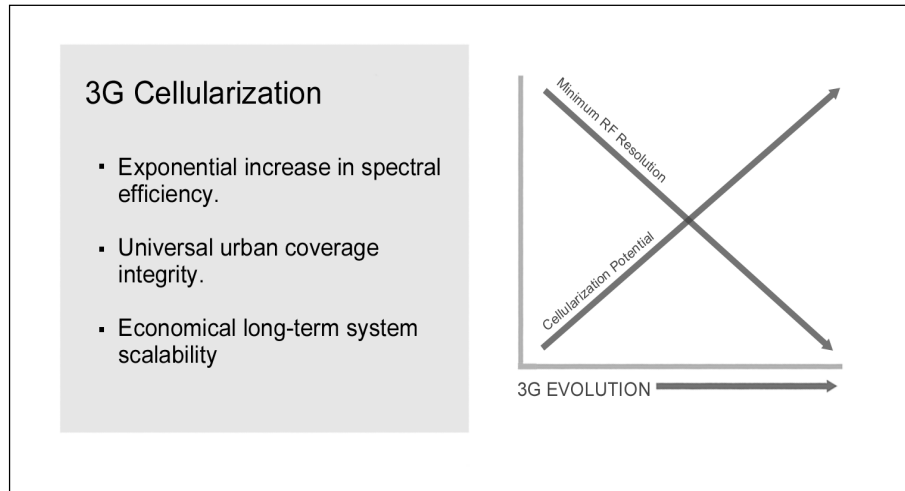 3G Cellularization
▪ Exponential increase in spectral
efficiency.
▪ Universal urban coverage
integrity.
▪ Economical long-term system
scalability
Minimum RF Resolution
Cellularization Potential
3G EVOLUTION